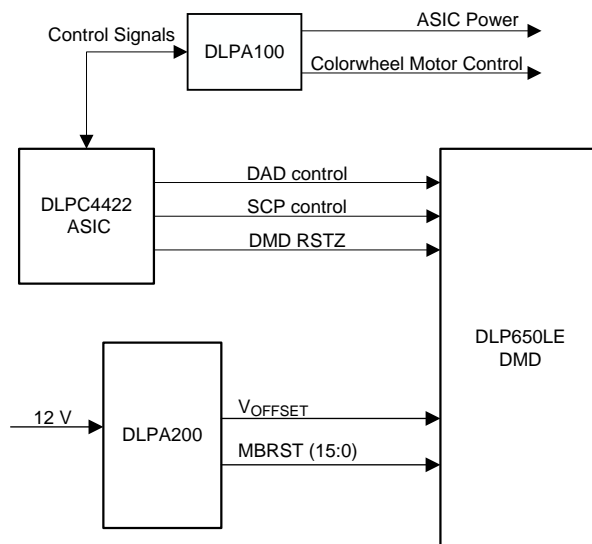 ASIC Power
Control Signals
DLPA100
Colorwheel Motor Control
DAD control
DLPC4422
ASIC
SCP control
DMD RSTZ
DLP650LE
DMD
12 V
DLPA200
VOFFSET
MBRST (15:0)